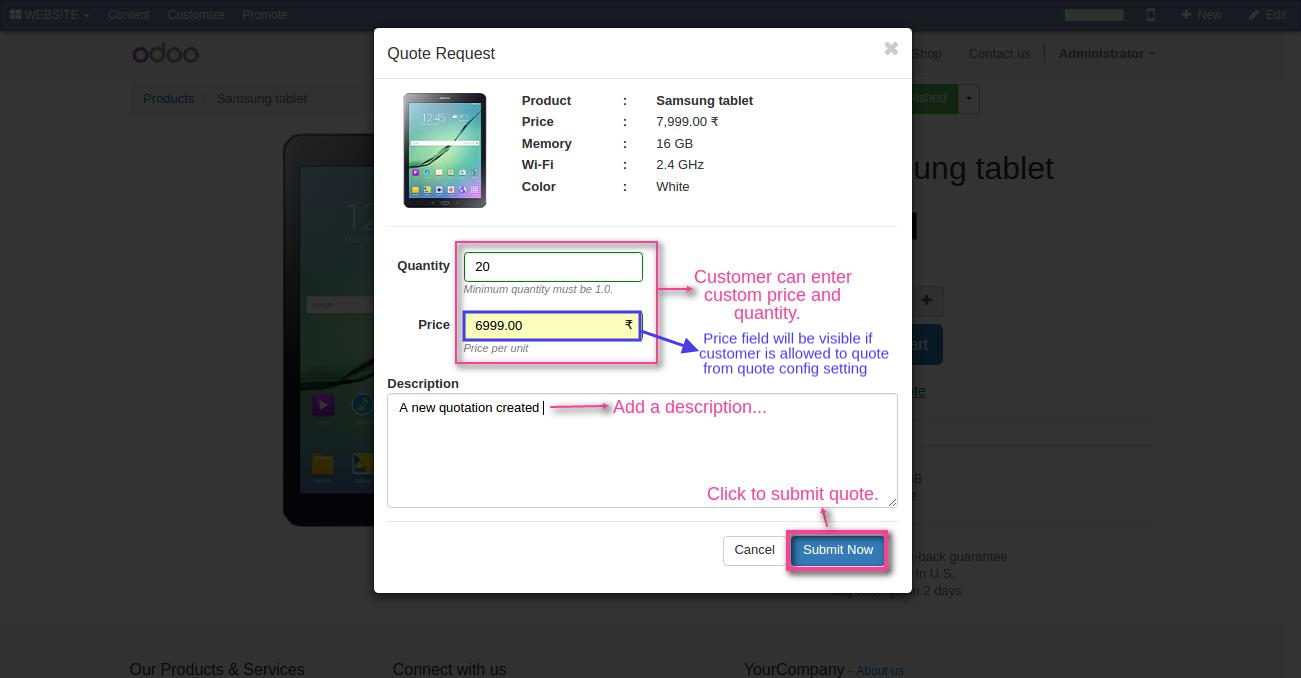 WEBSITE Content Customize Promote New Edit
odoo Shop Contact us Administrator
Products Samsung tablet
Quote Request
12:45
Product : Samsung tablet
Price : 7,999.00 ₹
Memory : 16 GB
Wi-Fi : 2.4 GHz
Color : White
ung tablet
Quantity 20
Minimum quantity must be 1.0.
Price 6999.00 ₹
Price per unit
Customer can enter
custom price and
quantity.
Price field will be visible if
customer is allowed to quote
from quote config setting
Google
Description
A new quotation created
Add a description...
Click to submit quote.
Cancel Submit Now
-back guarantee
in U.S.
in 2 days
Our Products & Services Connect with us YourCompany - About us